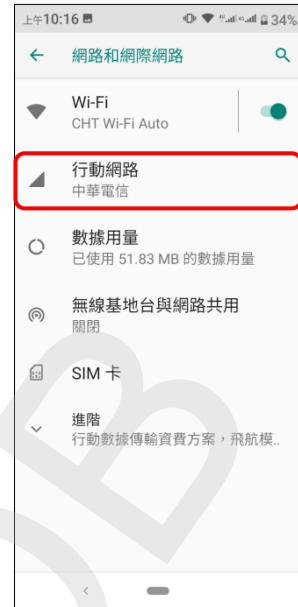 上午10:16
34%
網路和網際網路
Wi-Fi
CHT Wi-Fi Auto
行動網路
中華電信
數據用量
已使用 51.83 MB 的數據用量
無線基地台與網路共用
關閉
SIM 卡
進階
行動數據傳輸資費方案，飛航模..